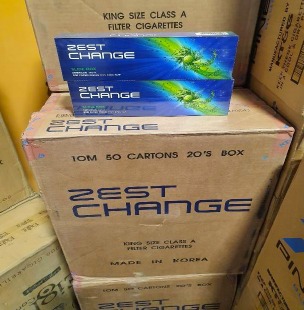 KING SIZE CLASS A
FILTER CIGARETTES
ZEST
CHANGE
ZEST
CHANGE
10M 50 CARTONS 20'S BOX
ZEST
CHANGE
KING SIZE CLASS A
FILTER CIGARETTES
MADE IN KOREA
10M 50 CARTONS 20'S BOX
ZEST